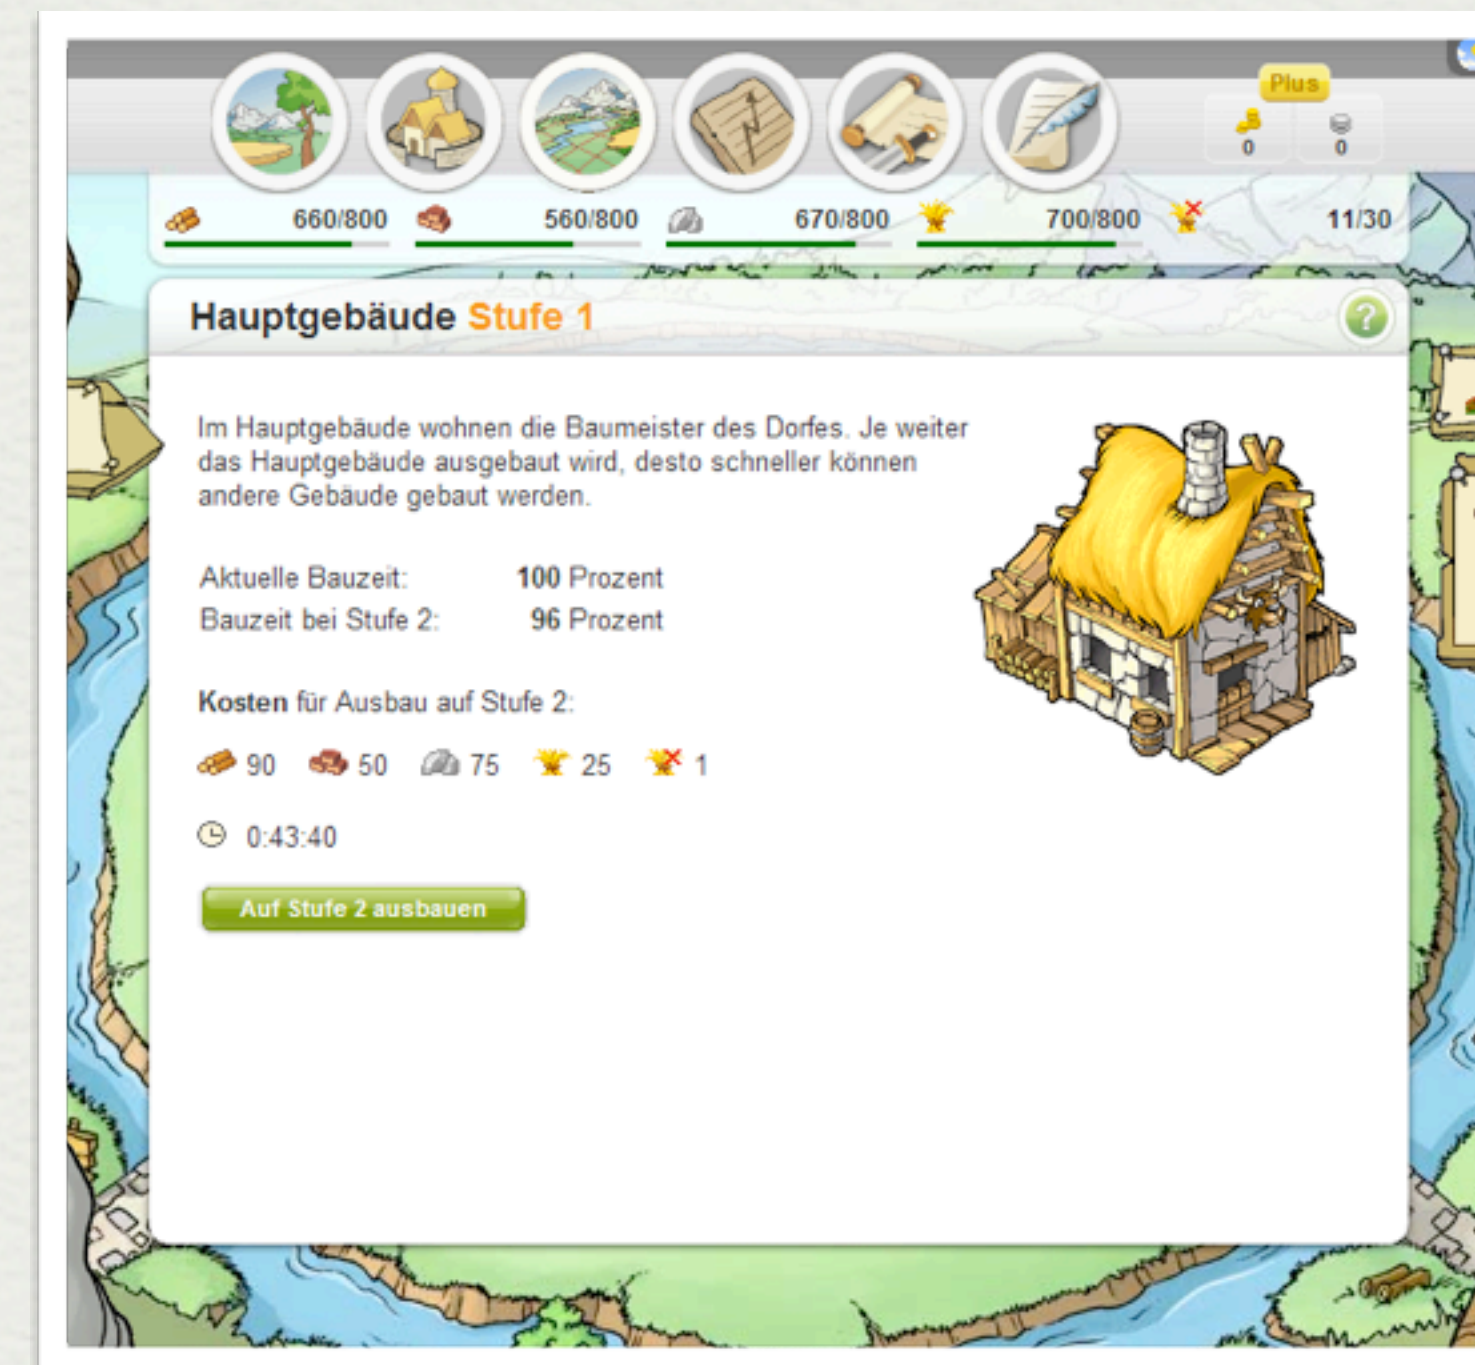 Plus
0 0
660/800 560/800 670/800 700/800 11/30
Hauptgebäude Stufe 1
?
Im Hauptgebäude wohnen die Baumeister des Dorfes. Je weiter
das Hauptgebäude ausgebaut wird, desto schneller können
andere Gebäude gebaut werden.
Aktuelle Bauzeit: 100 Prozent
Bauzeit bei Stufe 2: 96 Prozent
Kosten für Ausbau auf Stufe 2:
90 50 75 25 1
0:43:40
Auf Stufe 2 ausbauen